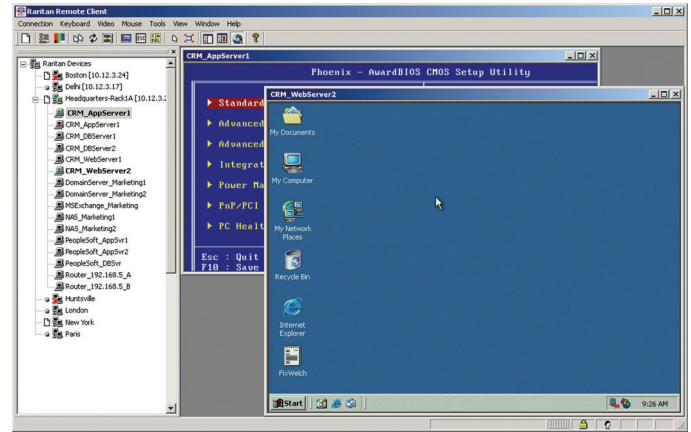 Raritan Remote Client
Connection Keyboard Video Mouse Tools View Window Help
Raritan Devices
Boston [10.12.3.24]
Delhi [10.12.3.17]
Headquarters-Rack1A [10.12.3.
CRM_AppServer1
CRM_AppServer1
CRM_DBServer1
CRM_DBServer2
CRM_WebServer1
CRM_WebServer2
DomainServer_Marketing1
DomainServer_Marketing2
MSExchange_Marketing
NAS_Marketing1
NAS_Marketing2
PeopleSoft_AppSvr1
PeopleSoft_AppSvr2
PeopleSoft_DBSvr
Router_192.168.5_A
Router_192.168.5_B
Huntsville
London
New York
Paris
CRM_AppServer1
Phoenix - AwardBIOS CMOS Setup Utility
Standard
Advanced
Advanced
Integrat
Power Ma
PnP/PCI
PC Healt
Esc : Quit
F10 : Save
CRM_WebServer2
My Documents
My Computer
My Network
Places
Recycle Bin
Internet
Explorer
FixWelch
Start
9:26 AM